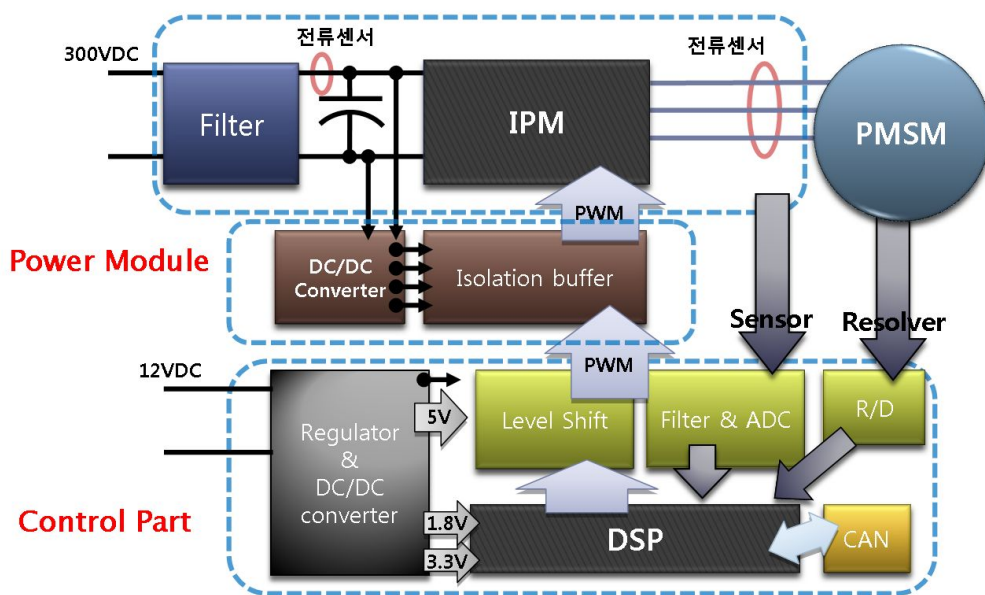 전류센서
전류센서
300VDC
Filter
IPM
PMSM
PWM
Power Module
DC/DC
Converter
Isolation buffer
Sensor
Resolver
PWM
12VDC
5V
Level Shift
Filter & ADC
R/D
Regulator
&
DC/DC
converter
Control Part
1.8V
3.3V
DSP
CAN